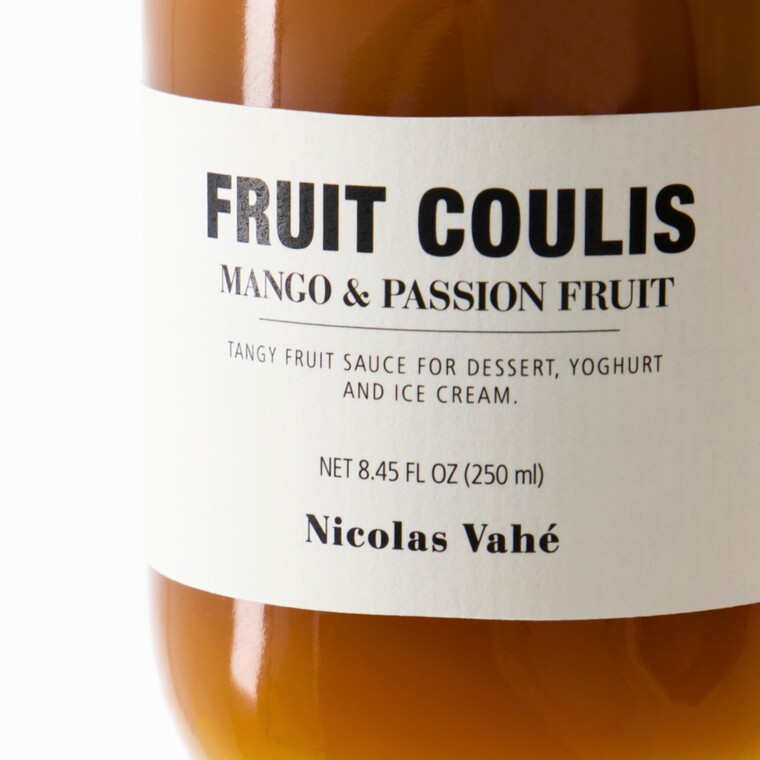 FRUIT COULIS
MANGO & PASSION FRUIT
TANGY FRUIT SAUCE FOR DESSERT, YOGHURT
AND ICE CREAM.
NET 8.45 FL OZ (250 ml)
Nicolas Vahé